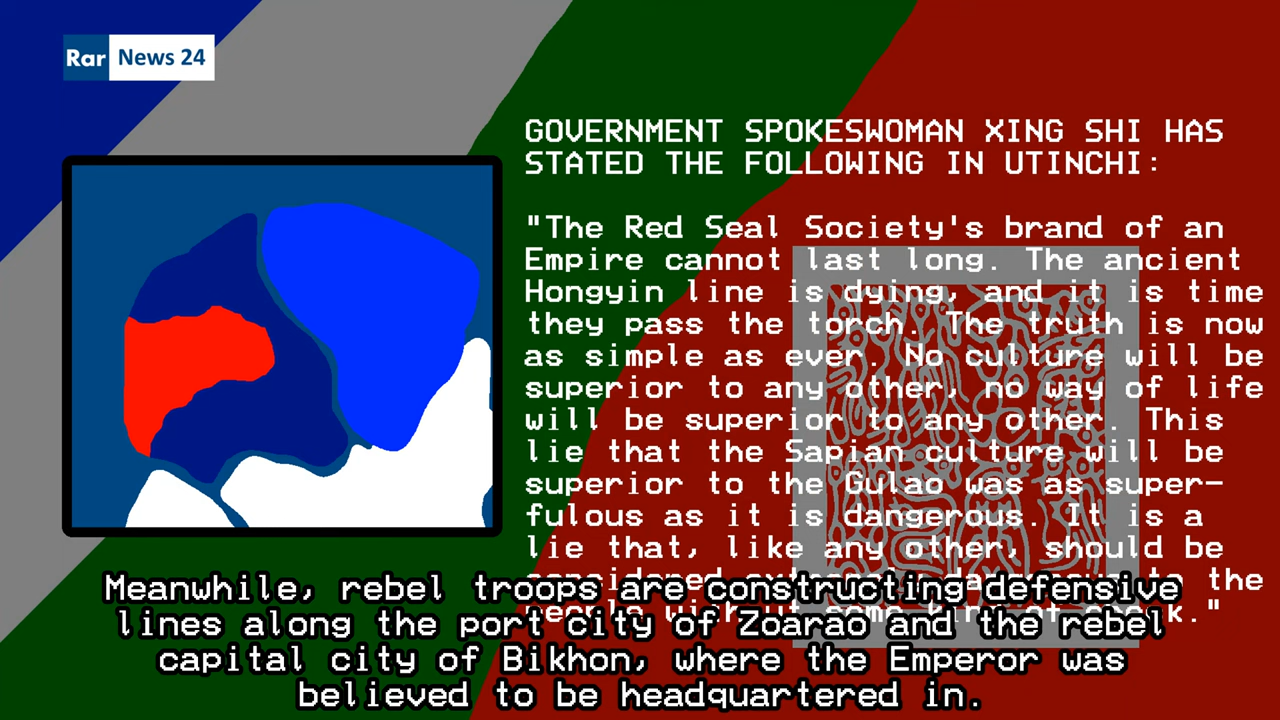 Rar News 24
GOVERNMENT SPOKESWOMAN XING SHI HAS
STATED THE FOLLOWING IN UTINCHI:
"The Red Seal Society's brand of an
Empire cannot last long. The ancient
Hongyin line is dying, and it is time
they pass the torch. The truth is now
as simple as ever. No culture will be
superior to any other, no way of life
will be superior to any other. This
lie that the Sapian culture will be
superior to the Gulao was as super-
fulous as it is dangerous. It is a
lie that, like any other, should be
the
Meanwhile, rebel troops are constructing defensive
lines along the port city of Zoarao and the rebel
capital city of Bikhon, where the Emperor was
believed to be headquartered in.